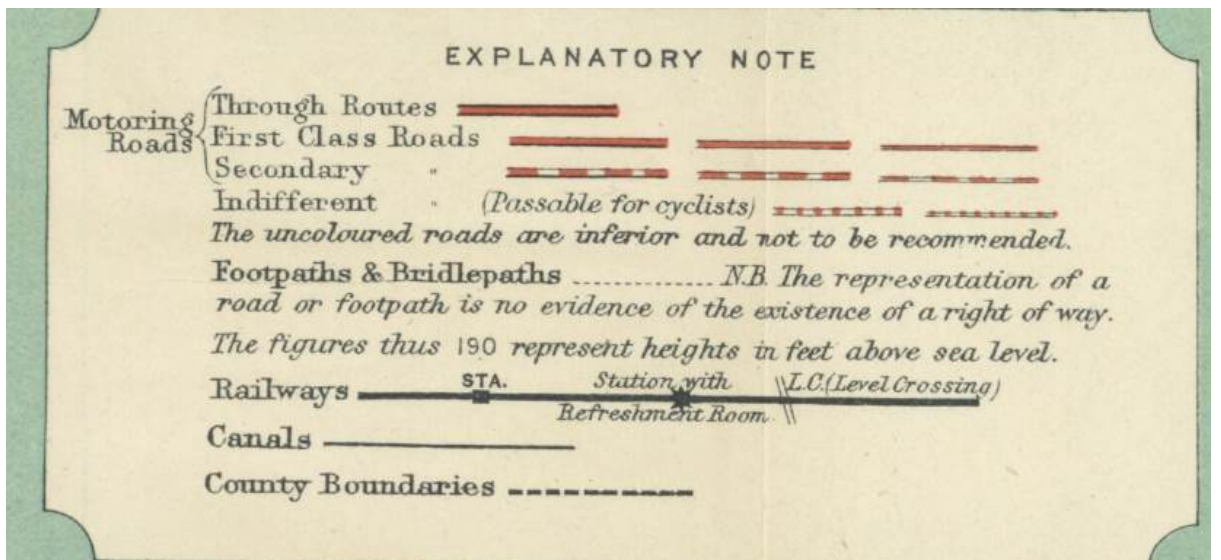 EXPLANATORY NOTE
Motoring Roads
Through Routes
First Class Roads
Secondary "
Indifferent " (Passable for cyclists)
The uncoloured roads are inferior and not to be recommended.
Footpaths & Bridlepaths ............. N.B. The representation of a
road or footpath is no evidence of the existence of a right of way.
The figures thus 190 represent heights in feet above sea level.
Railways STA. Station with L.C. (Level Crossing)
Refreshment Room
Canals
County Boundaries